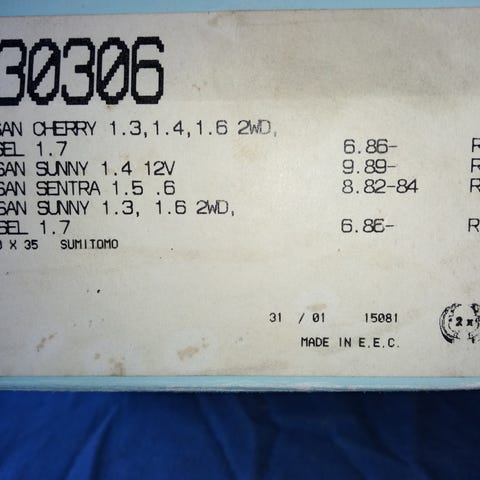 30306
SAN CHERRY 1.3,1.4,1.6 2WD,
SEL 1.7 6.86- R
SAN SUNNY 1.4 12V 9.89- R
SAN SENTRA 1.5 .6 8.82-84 R
SAN SUNNY 1.3, 1.6 2WD,
SEL 1.7 6.86- R
0 X 35 SUMITOMO
31 / 01 15081
MADE IN E.E.C.